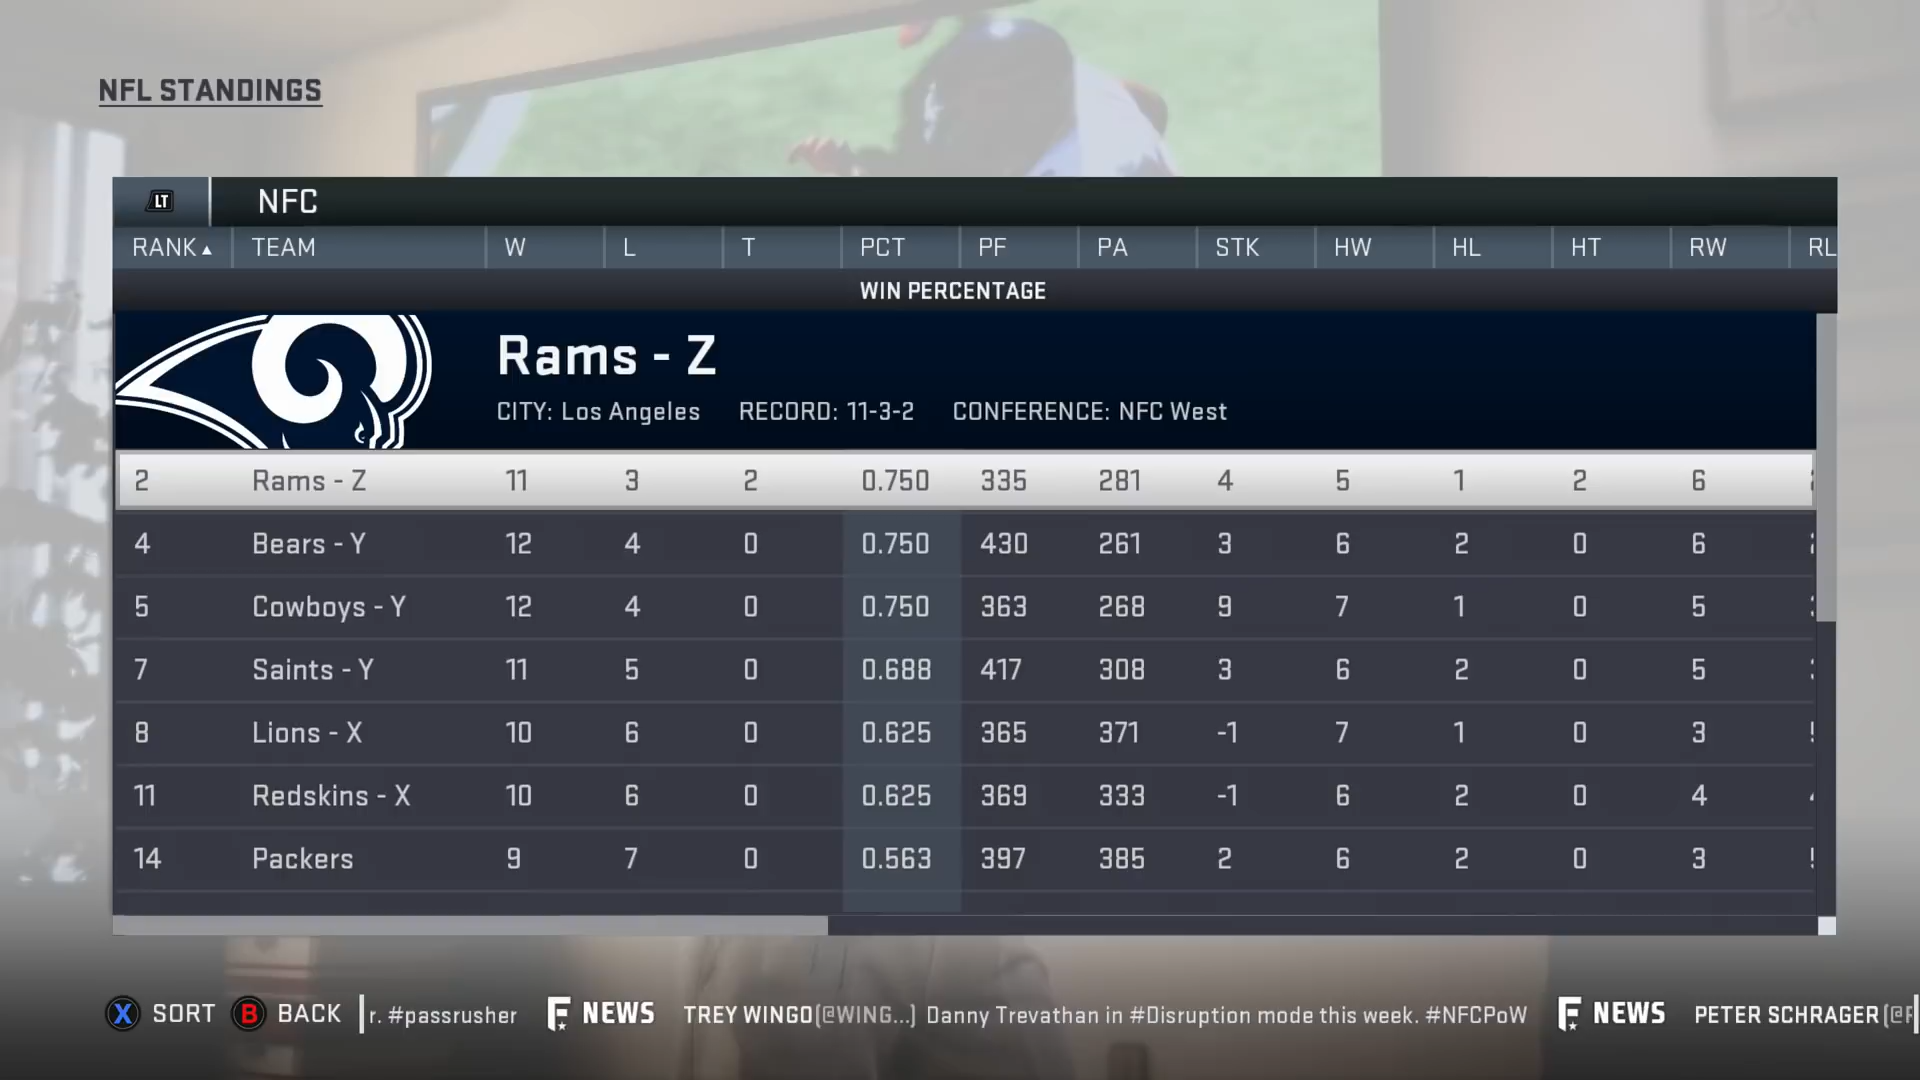 NFL STANDINGS
LT NFC
RANK TEAM W L T PCT PF PA STK HW HL HT RW RL
WIN PERCENTAGE
Rams - Z
CITY: Los Angeles RECORD: 11-3-2 CONFERENCE: NFC West
2 Rams - Z 11 3 2 0.750 335 281 4 5 1 2 6
4 Bears - Y 12 4 0 0.750 430 261 3 6 2 0 6
5 Cowboys - Y 12 4 0 0.750 363 268 9 7 1 0 5
7 Saints - Y 11 5 0 0.688 417 308 3 6 2 0 5
8 Lions - X 10 6 0 0.625 365 371 -1 7 1 0 3
11 Redskins - X 10 6 0 0.625 369 333 -1 6 2 0 4
14 Packers 9 7 0 0.563 397 385 2 6 2 0 3
X SORT B BACK r. #passrusher F NEWS TREY WINGO(@WING...) Danny Trevathan in #Disruption mode this week. #NFCPoW F NEWS PETER SCHRAGER